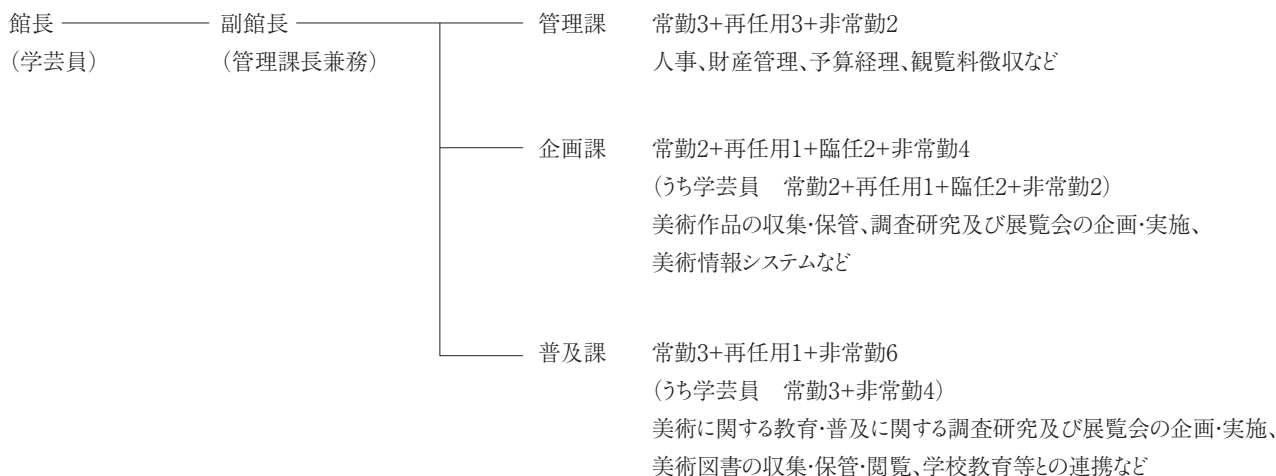 館長 副館長 管理課 常勤3+再任用3+非常勤2
（学芸員） （管理課長兼務） 人事、財産管理、予算経理、観覧料徴収など
企画課 常勤2+再任用1+臨任2+非常勤4
（うち学芸員　常勤2+再任用1+臨任2+非常勤2）
美術作品の収集・保管、調査研究及び展覧会の企画・実施、
美術情報システムなど
普及課 常勤3+再任用1+非常勤6
（うち学芸員　常勤3+非常勤4）
美術に関する教育・普及に関する調査研究及び展覧会の企画・実施、
美術図書の収集・保管・閲覧、学校教育等との連携など